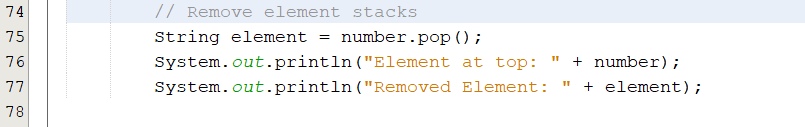 74 // Remove element stacks
75 String element = number.pop();
76 System.out.println("Element at top: " + number);
77 System.out.println("Removed Element: " + element);
78